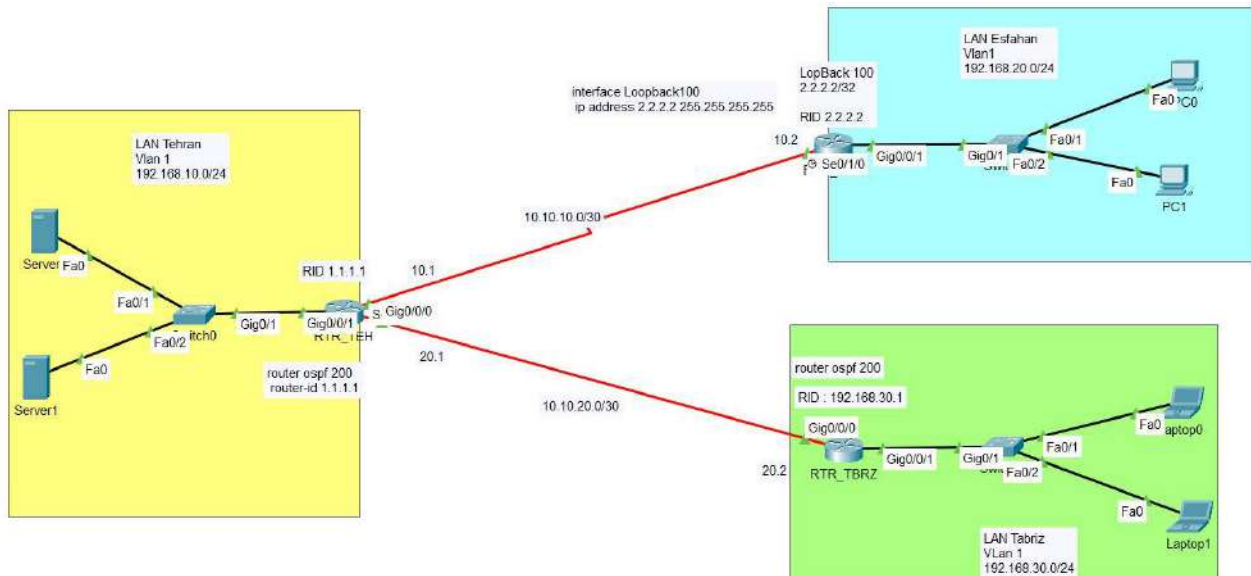 LAN Tehran
Vlan 1
192.168.10.0/24
Server
Fa0
Fa0/1
Server1
Fa0
Fa0/2
Gig0/1
Gig0/0/1
RID 1.1.1.1
Gig0/0/0
RTR_TEH
router ospf 200
router-id 1.1.1.1
10.1
20.1
10.10.10.0/30
10.10.20.0/30
interface Loopback100
ip address 2.2.2.2 255.255.255.255
10.2
LAN Esfahan
Vlan1
192.168.20.0/24
LopBack 100
2.2.2.2/32
RID 2.2.2.2
Se0/1/0
Gig0/0/1
Gig0/1
Fa0/1
Fa0/2
Fa0
Fa0
PC1
router ospf 200
RID : 192.168.30.1
Gig0/0/0
20.2
RTR_TBRZ
Gig0/0/1
Gig0/1
Fa0/1
Fa0/2
Fa0
Fa0
Laptop1
LAN Tabriz
VLan 1
192.168.30.0/24